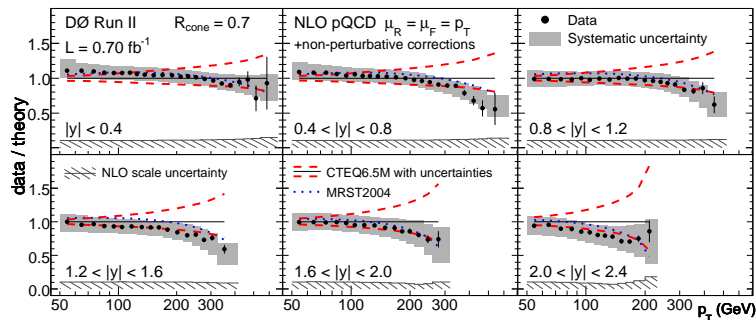 DØ Run II
R_cone = 0.7
L = 0.70 fb⁻¹
|y| < 0.4
NLO pQCD μ_R = μ_F = p_T
+non-perturbative corrections
0.4 < |y| < 0.8
Data
Systematic uncertainty
0.8 < |y| < 1.2
2.0
1.5
1.0
0.5
data / theory
NLO scale uncertainty
1.2 < |y| < 1.6
CTEQ6.5M with uncertainties
MRST2004
1.6 < |y| < 2.0
2.0 < |y| < 2.4
1.5
1.0
0.5
0.0
50 100 200 300
50 100 200 300
50 100 200 300
p_T (GeV)